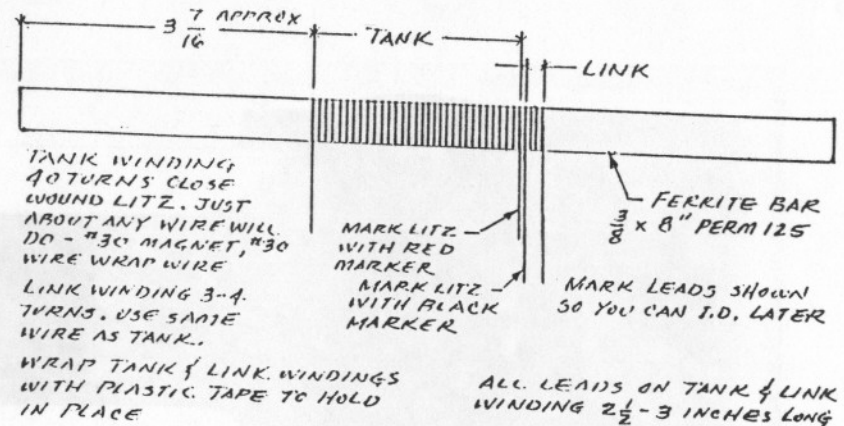 3 7/16 APPROX
TANK
LINK
TANK WINDING,
40 TURNS CLOSE
WOUND LITZ. JUST
ABOUT ANY WIRE WILL
DO - #30 MAGNET, #30
WIRE WRAP WIRE
LINK WINDING 3-4
TURNS. USE SAME
WIRE AS TANK..
WRAP TANK & LINK WINDINGS
WITH PLASTIC TAPE TO HOLD
IN PLACE
MARK LITZ
WITH RED
MARKER
MARK LITZ
WITH BLACK
MARKER
FERRITE BAR
3/8 x 8" PERM 125
MARK LEADS SHOWN
SO YOU CAN I.D. LATER
ALL LEADS ON TANK & LINK
WINDING 2 1/2 - 3 INCHES LONG